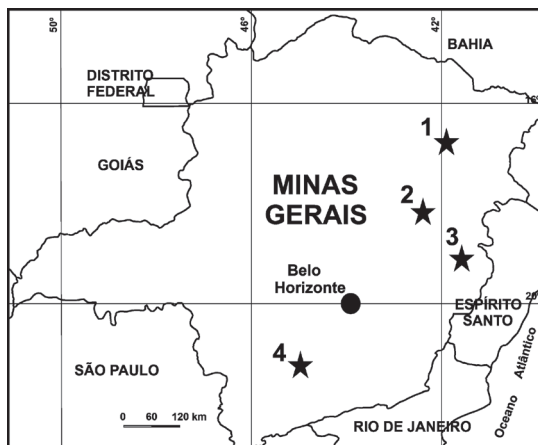 50°
46°
42°
BAHIA
DISTRITO
FEDERAL
16°
1
GOIÁS
MINAS
GERAIS
2
3
Belo
Horizonte
20°
ESPÍRITO
SANTO
4
SÃO PAULO
Atlântico
Oceano
0 60 120 km
RIO DE JANEIRO